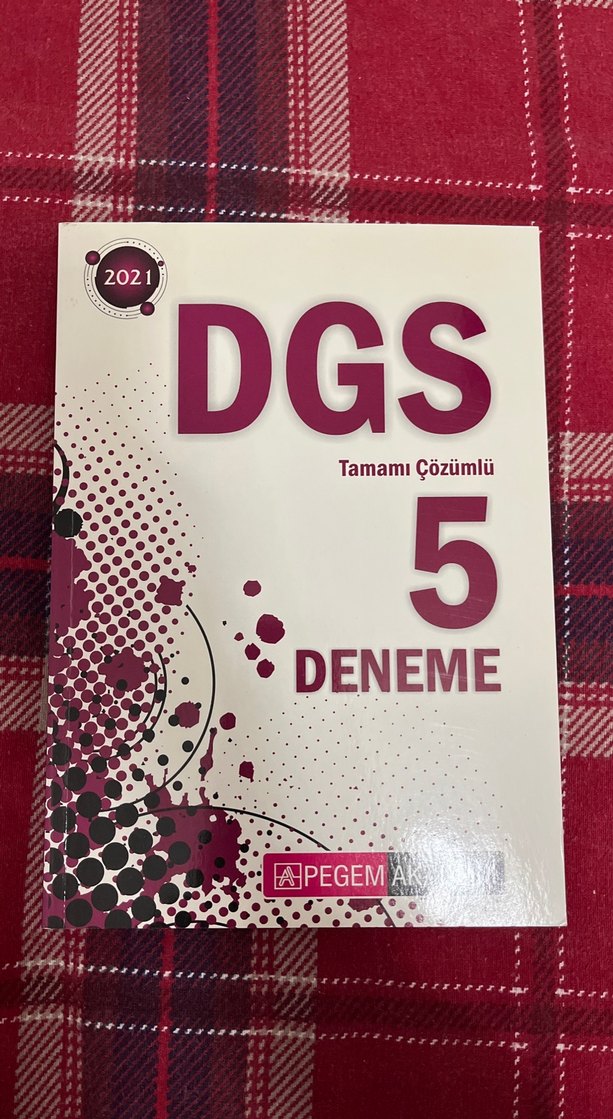 2021
DGS
Tamamı Çözümlü
5
DENEME
PEGEM